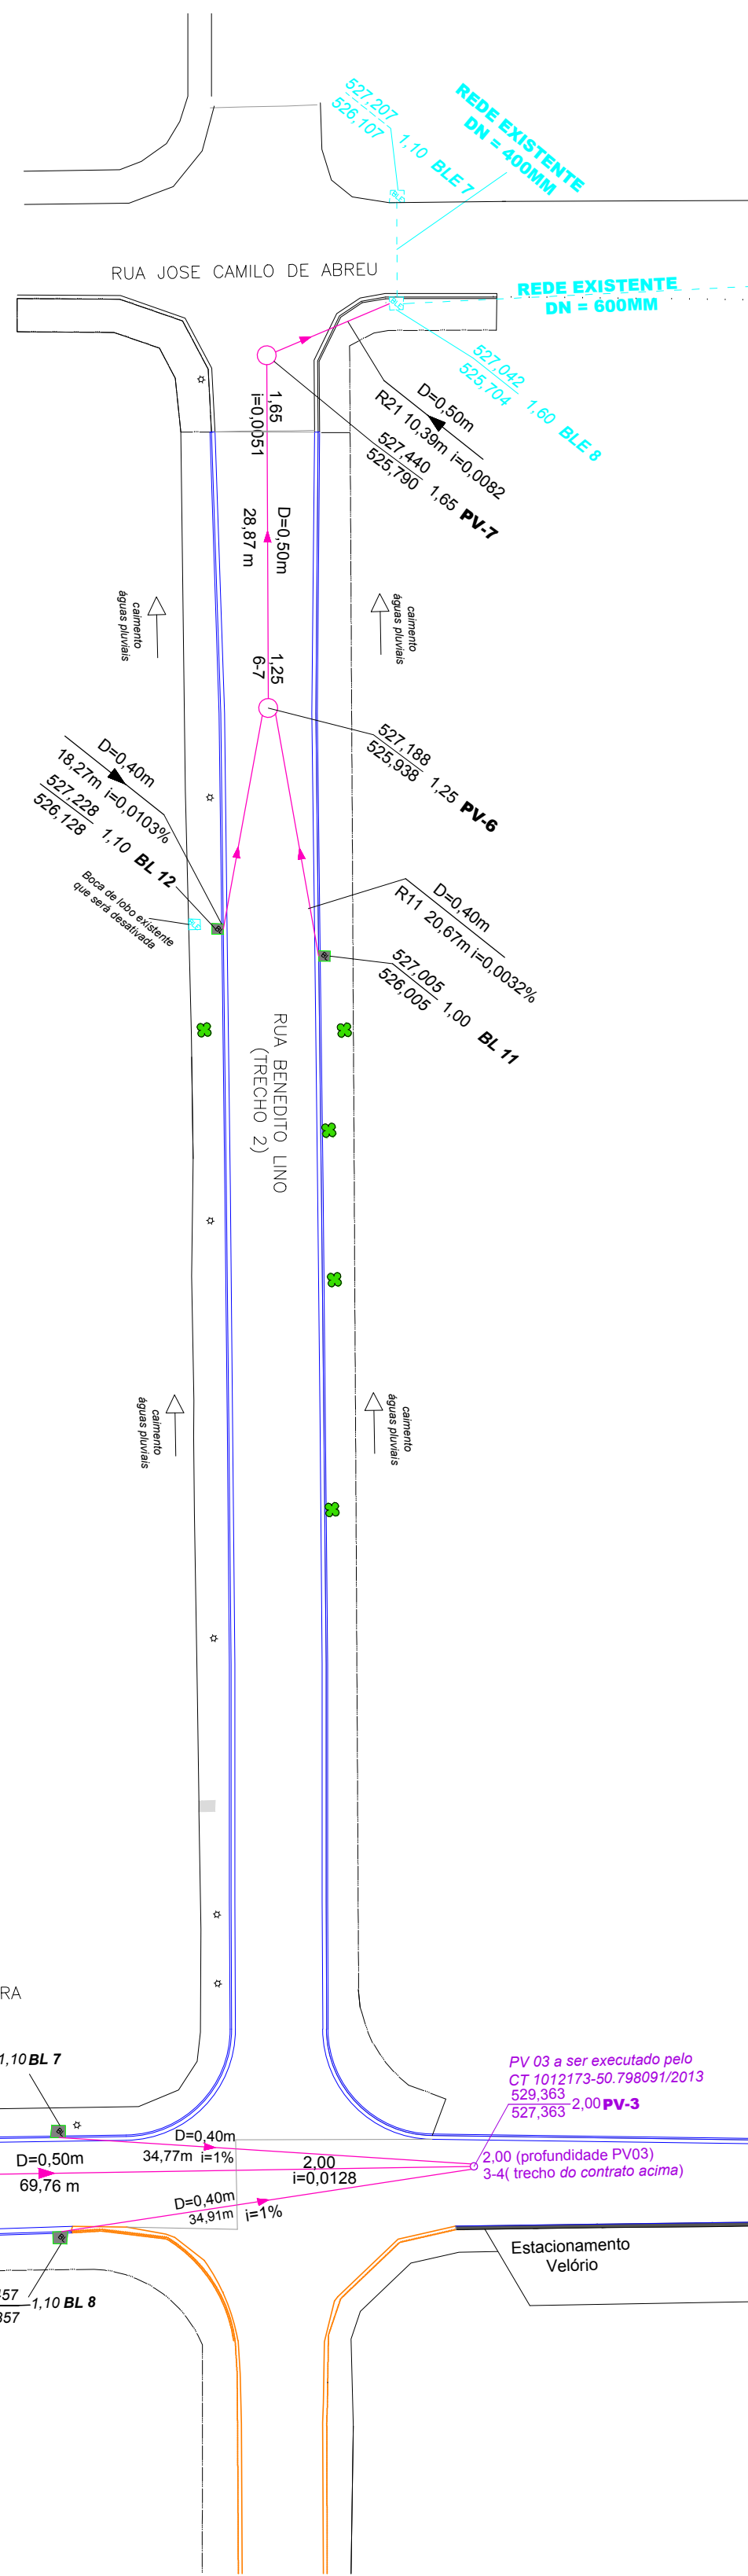 527,207
526,107
1,10 BLE 7
REDE EXISTENTE
DN = 400MM
RUA JOSE CAMILO DE ABREU
REDE EXISTENTE
DN = 600MM
527,042
525,704
1,60 BLE 8
D=0,50m
R21 10,39m i=0,0082
527,440
525,790
1,65 PV-7
1,65
i=0,0051
D=0,50m
28,87 m
caimento
águas pluviais
caimento
águas pluviais
1,25
6-7
527,188
525,938
1,25 PV-6
D=0,40m
18,27m i=0,0103%
527,228
526,128
1,10 BL 12
Boca de lobo existente
que será desativada
D=0,40m
R11 20,67m i=0,0032%
527,005
526,005
1,00 BL 11
RUA BENEDITO LINO
(TRECHO 2)
caimento
águas pluviais
caimento
águas pluviais
RA
1,10 BL 7
PV 03 a ser executado pelo
CT 1012173-50.798091/2013
529,363
527,363
2,00 PV-3
D=0,40m
34,77m i=1%
D=0,50m
69,76 m
2,00
i=0,0128
2,00 (profundidade PV03)
3-4( trecho do contrato acima)
D=0,40m
34,91m
i=1%
Estacionamento
Velório
457
357
1,10 BL 8